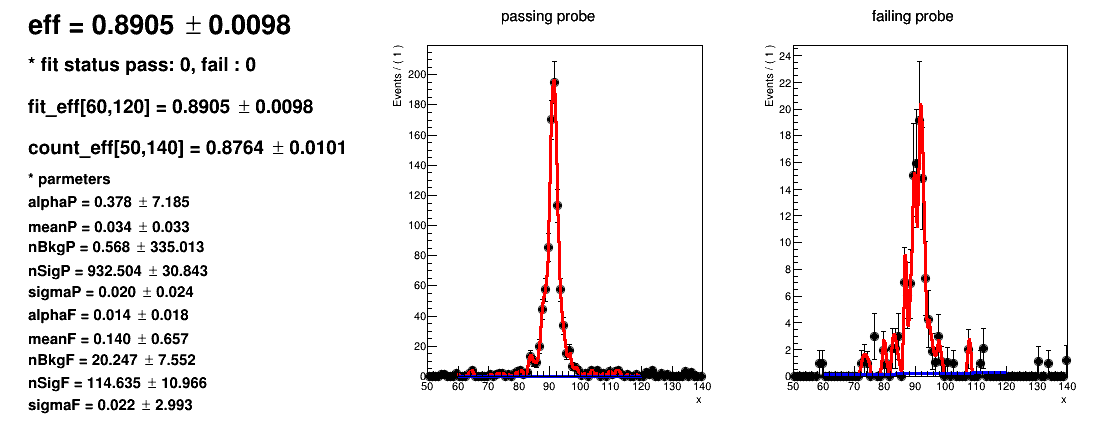 eff = 0.8905 ± 0.0098
* fit status pass: 0, fail : 0
fit_eff[60,120] = 0.8905 ± 0.0098
count_eff[50,140] = 0.8764 ± 0.0101
* parmeters
alphaP = 0.378 ± 7.185
meanP = 0.034 ± 0.033
nBkgP = 0.568 ± 335.013
nSigP = 932.504 ± 30.843
sigmaP = 0.020 ± 0.024
alphaF = 0.014 ± 0.018
meanF = 0.140 ± 0.657
nBkgF = 20.247 ± 7.552
nSigF = 114.635 ± 10.966
sigmaF = 0.022 ± 2.993
passing probe
Events / ( 1 )
200
180
160
140
120
100
80
60
40
20
0
50 60 70 80 90 100 110 120 130 140
x
failing probe
Events / ( 1 )
24
22
20
18
16
14
12
10
8
6
4
2
0
50 60 70 80 90 100 110 120 130 140
x